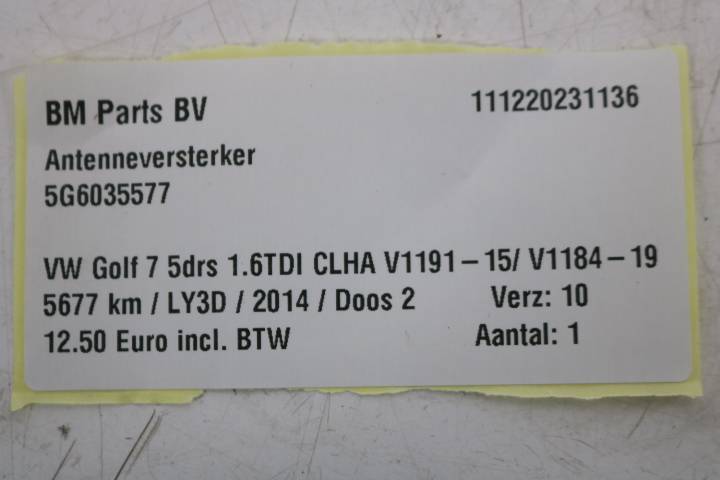 BM Parts BV 111220231136
Antenneversterker
5G6035577
VW Golf 7 5drs 1.6TDI CLHA V1191-15/ V1184-19
5677 km / LY3D / 2014 / Doos 2 Verz: 10
12.50 Euro incl. BTW Aantal: 1